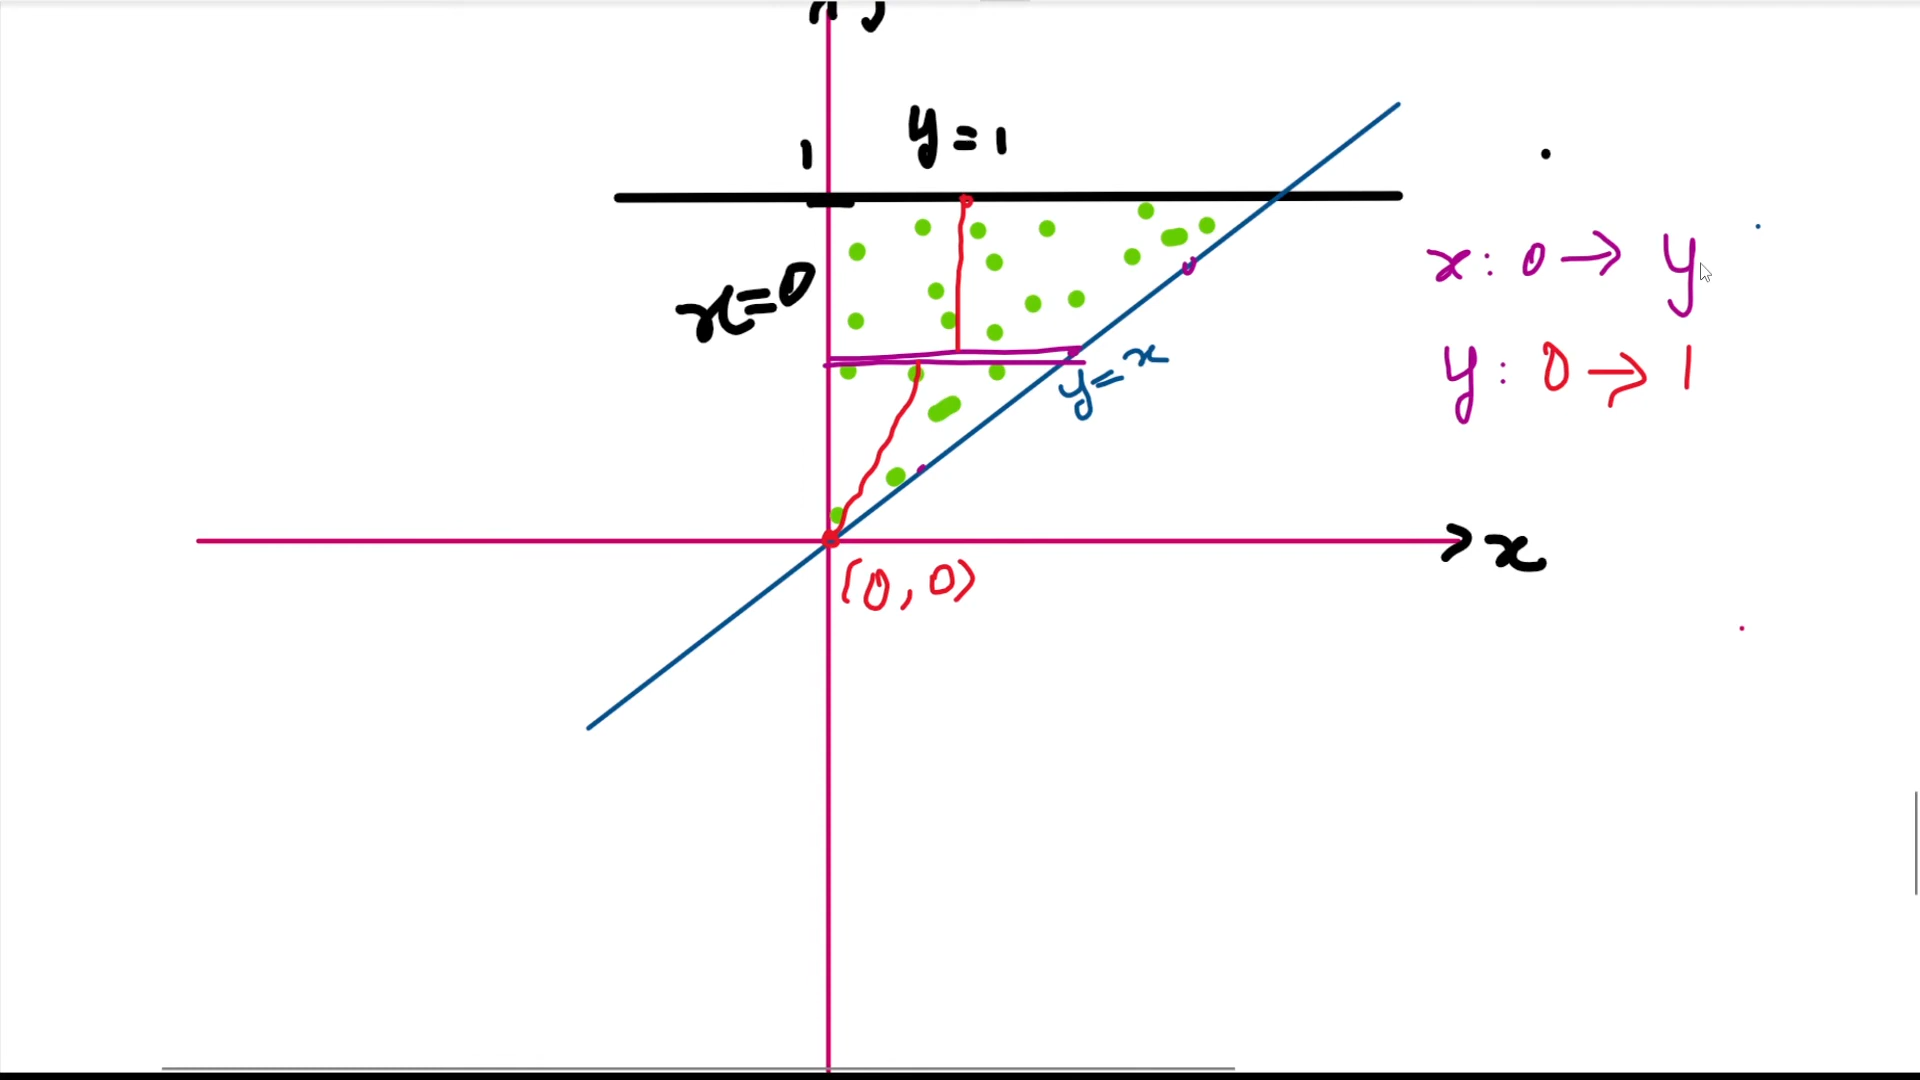 1 y = 1
x=0
x: 0 → y
y=x
y: 0 → 1
x
(0,0)